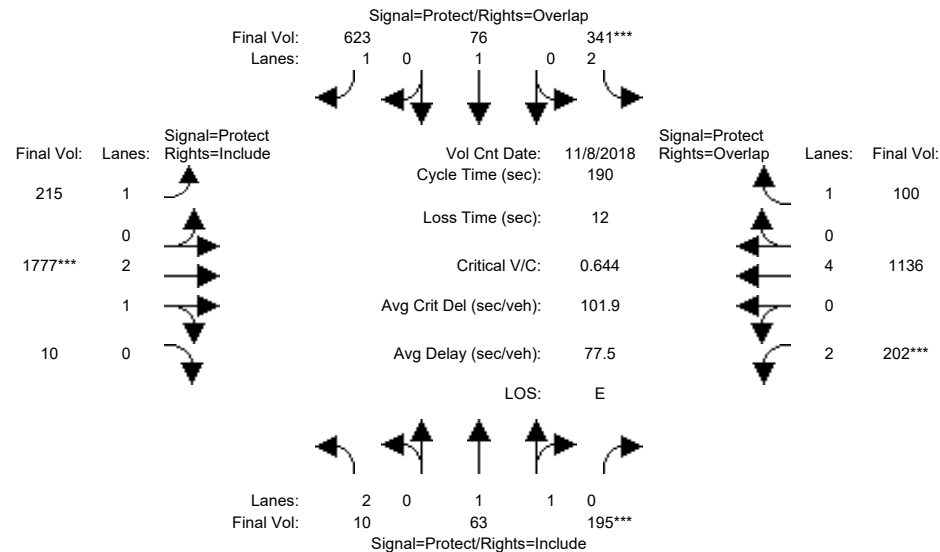 Signal=Protect/Rights=Overlap
Final Vol: 623 76 341***
Lanes: 1 0 1 0 2
Signal=Protect Signal=Protect
Final Vol: Lanes: Rights=Include Vol Cnt Date: 11/8/2018 Rights=Overlap Lanes: Final Vol:
Cycle Time (sec): 190
215 1 1 100
Loss Time (sec): 12
0 0
1777*** 2 Critical V/C: 0.644 4 1136
1 Avg Crit Del (sec/veh): 101.9 0
10 0 Avg Delay (sec/veh): 77.5 2 202***
LOS: E
Lanes: 2 0 1 1 0
Final Vol: 10 63 195***
Signal=Protect/Rights=Include